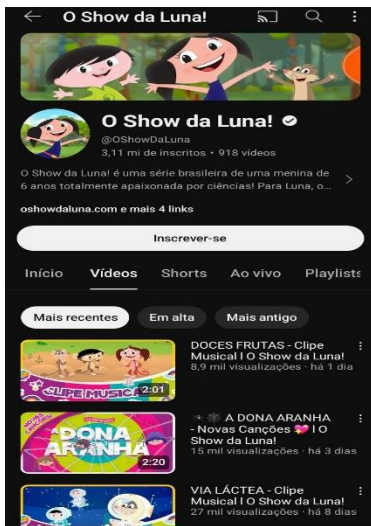 O Show da Luna!
O Show da Luna!
@OShowDaLuna
3,11 mi de inscritos • 918 vídeos
O Show da Luna! é uma série brasileira de uma menina de
6 anos totalmente apaixonada por ciências! Para Luna, o...
oshowdaluna.com e mais 4 links
Inscrever-se
Início Vídeos Shorts Ao vivo Playlists
Mais recentes Em alta Mais antigo
CLIPE MUSIC
2:01
DOCES FRUTAS - Clipe
Musical l O Show da Luna!
8,9 mil visualizações · há 1 dia
DONA
ARANHA
2:20
🕷️ 🕸️ A DONA ARANHA
- Novas Canções 💖 l O
Show da Luna!
15 mil visualizações · há 3 dias
VIA LÁCTEA - Clipe
Musical l O Show da Luna!
27 mil visualizações · há 8 dias